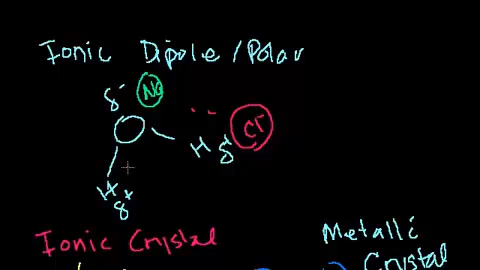 Ionic Dipole/Polar
δ⁻ Na
H δ⁺ Cl⁻
H
δ⁺
Ionic Crystal
Metalli
Crystal